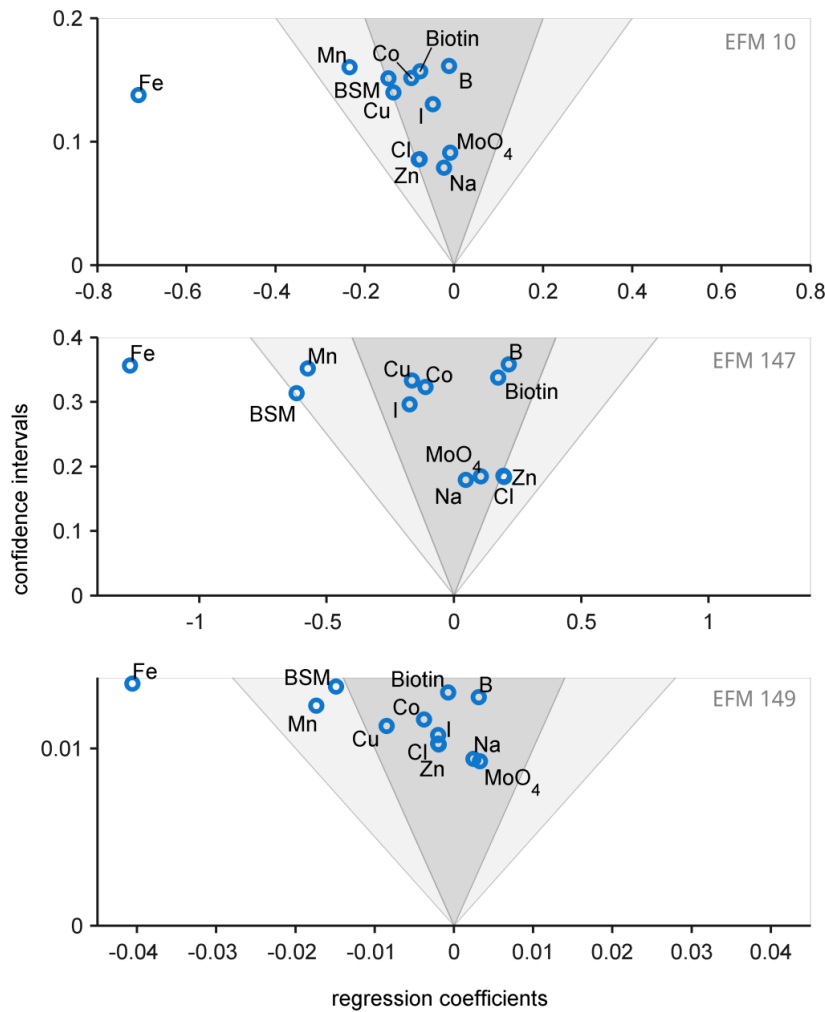 0.2
EFM 10
Biotin
Co
Mn
B
Fe
BSM
Cu
I
0.1
MoO4
Cl
Zn
Na
0
-0.8 -0.6 -0.4 -0.2 0 0.2 0.4 0.6 0.8
0.4
EFM 147
Fe
Mn
B
Cu
Co
Biotin
BSM
0.3
I
MoO4
Zn
0.2
Na
Cl
0.1
0
-1 -0.5 0 0.5 1
confidence intervals
Fe
BSM
Biotin
B
EFM 149
Mn
Co
I
Cu
Cl
Na
0.01
Zn
MoO4
0
-0.04 -0.03 -0.02 -0.01 0 0.01 0.02 0.03 0.04
regression coefficients